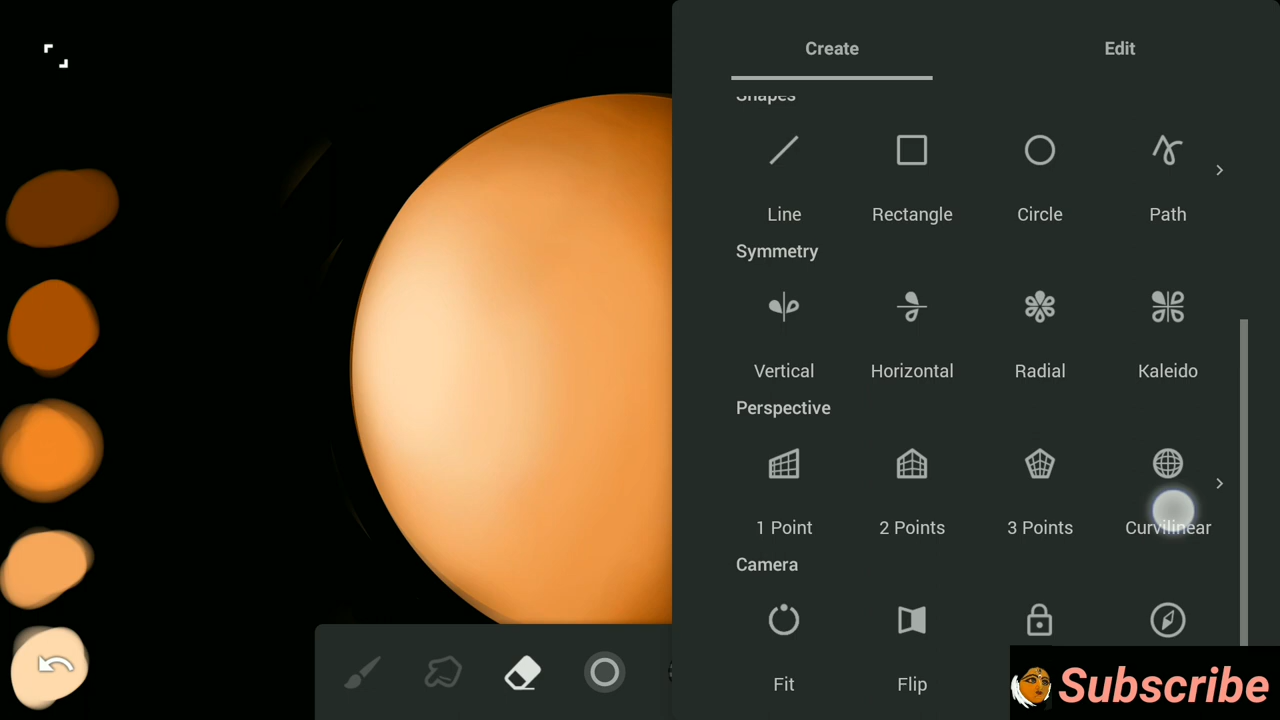 Create Edit
Shapes
Line Rectangle Circle Path
Symmetry
Vertical Horizontal Radial Kaleido
Perspective
1 Point 2 Points 3 Points Curvilinear
Camera
Fit Flip
Subscribe